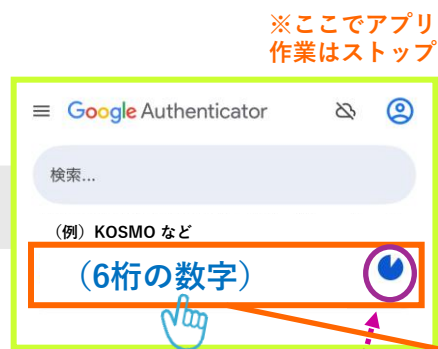 ※ここでアプリ
作業はストップ
Google Authenticator
検索...
（例）KOSMO など
（6桁の数字）